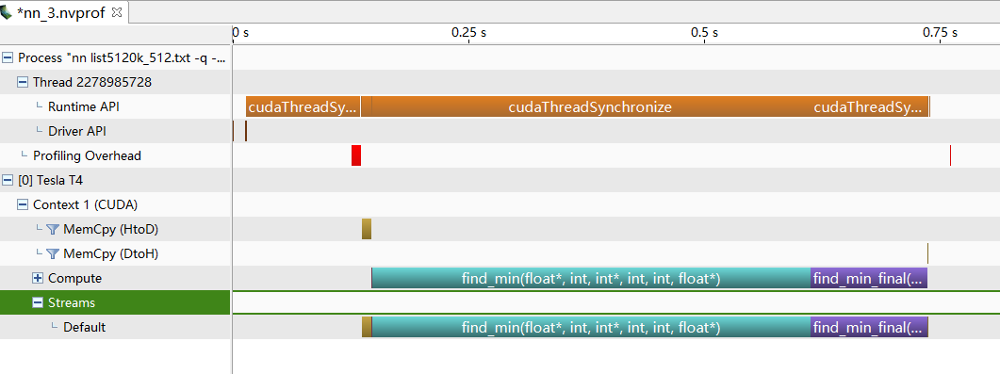 *nn_3.nvprof
0 s 0.25 s 0.5 s 0.75 s
Process "nn list5120k_512.txt -q -...
Thread 2278985728
Runtime API cudaThreadSy... cudaThreadSynchronize cudaThreadSy...
Driver API
Profiling Overhead
[0] Tesla T4
Context 1 (CUDA)
MemCpy (HtoD)
MemCpy (DtoH)
Compute find_min(float*, int, int*, int, int, float*) find_min_final(...
Streams
Default find_min(float*, int, int*, int, int, float*) find_min_final(...